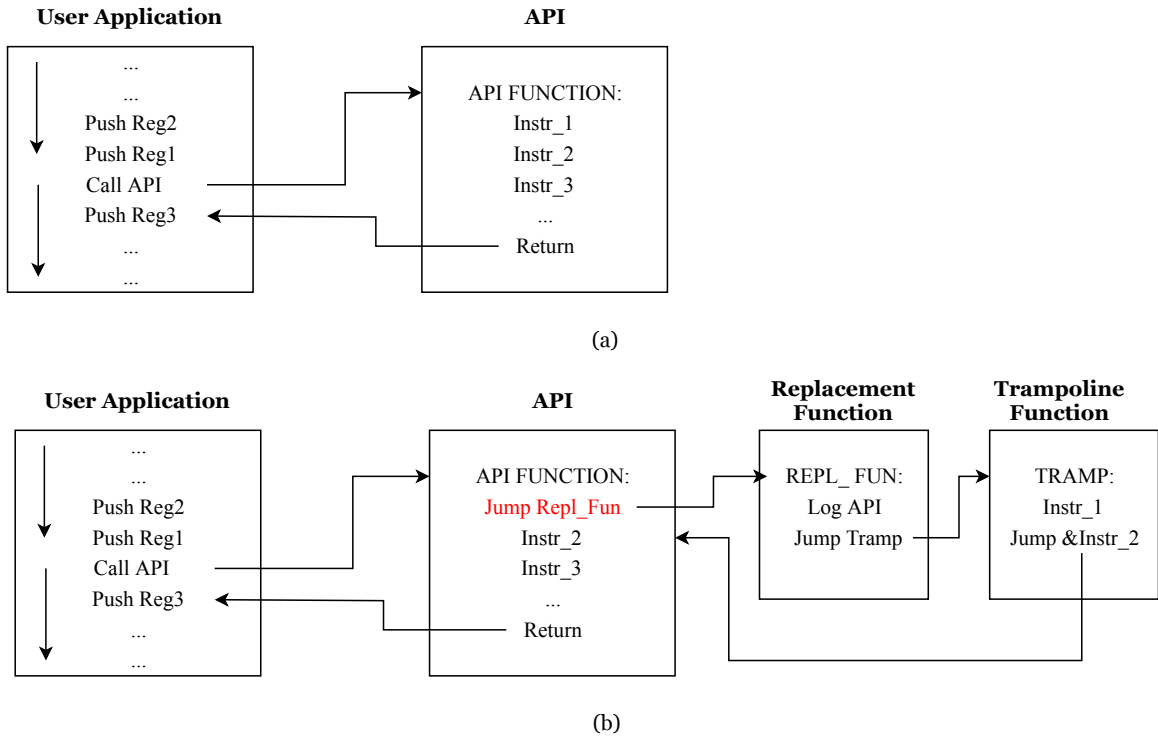 User Application
...
...
Push Reg2
Push Reg1
Call API
Push Reg3
...
...
API
API FUNCTION:
Instr_1
Instr_2
Instr_3
...
Return
(a)
User Application
...
...
Push Reg2
Push Reg1
Call API
Push Reg3
...
...
API
API FUNCTION:
Jump Repl_Fun
Instr_2
Instr_3
...
Return
Replacement
Function
REPL_ FUN:
Log API
Jump Tramp
Trampoline
Function
TRAMP:
Instr_1
Jump &Instr_2
(b)